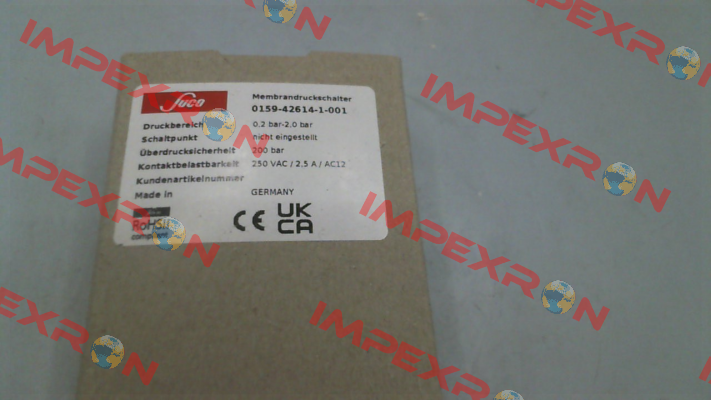 Suco
Membrandruckschalter
0159-42614-1-001
Druckbereich 0,2 bar-2,0 bar
Schaltpunkt nicht eingestellt
Überdrucksicherheit 200 bar
Kontaktbelastbarkeit 250 VAC / 2,5 A / AC12
Kundenartikelnummer
Made in GERMANY
RoHS
compliant
CE
UK
CA
IMPEXRON
IMPEXRON
IMPEXRON
IMPEXRON
IMPEXRON
IMPEXRON
IMPEXRON